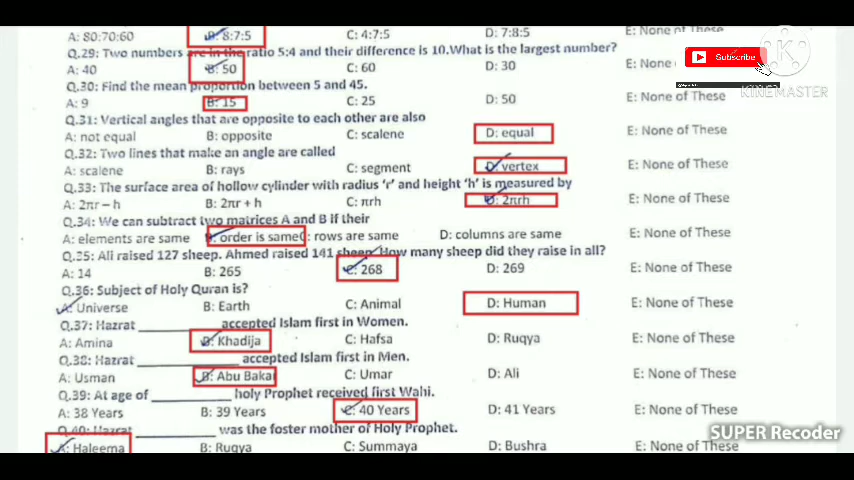 A: 80:70:60 B: 8:7:5 C: 4:7:5 D: 7:8:5 E: None of These
Q.29: Two numbers are in the ratio 5:4 and their difference is 10.What is the largest number?
A: 40 B: 50 C: 60 D: 30 E: None
Q.30: Find the mean proportion between 5 and 45.
A: 9 B: 15 C: 25 D: 50 E: None of These
Q.31: Vertical angles that are opposite to each other are also
A: not equal B: opposite C: scalene D: equal E: None of These
Q.32: Two lines that make an angle are called
A: scalene B: rays C: segment D: vertex E: None of These
Q.33: The surface area of hollow cylinder with radius 'r' and height 'h' is measured by
A: 2πr – h B: 2πr + h C: πrh D: 2πrh E: None of These
Q.34: We can subtract two matrices A and B if their
A: elements are same B: order is same C: rows are same D: columns are same E: None of These
Q.35: Ali raised 127 sheep. Ahmed raised 141 sheep. How many sheep did they raise in all?
A: 14 B: 265 C: 268 D: 269 E: None of These
Q.36: Subject of Holy Quran is?
A: Universe B: Earth C: Animal D: Human E: None of These
Q.37: Hazrat ____________ accepted Islam first in Women.
A: Amina B: Khadija C: Hafsa D: Ruqya E: None of These
Q.38: Hazrat ______________ accepted Islam first in Men.
A: Usman B: Abu Bakar C: Umar D: Ali E: None of These
Q.39: At age of ___________ holy Prophet received first Wahi.
A: 38 Years B: 39 Years C: 40 Years D: 41 Years E: None of These
Q.40: Hazrat ___________ was the foster mother of Holy Prophet.
A: Haleema B: Ruqya C: Summaya D: Bushra E: None of These
Subscribe
KINEMASTER
SUPER Recorder